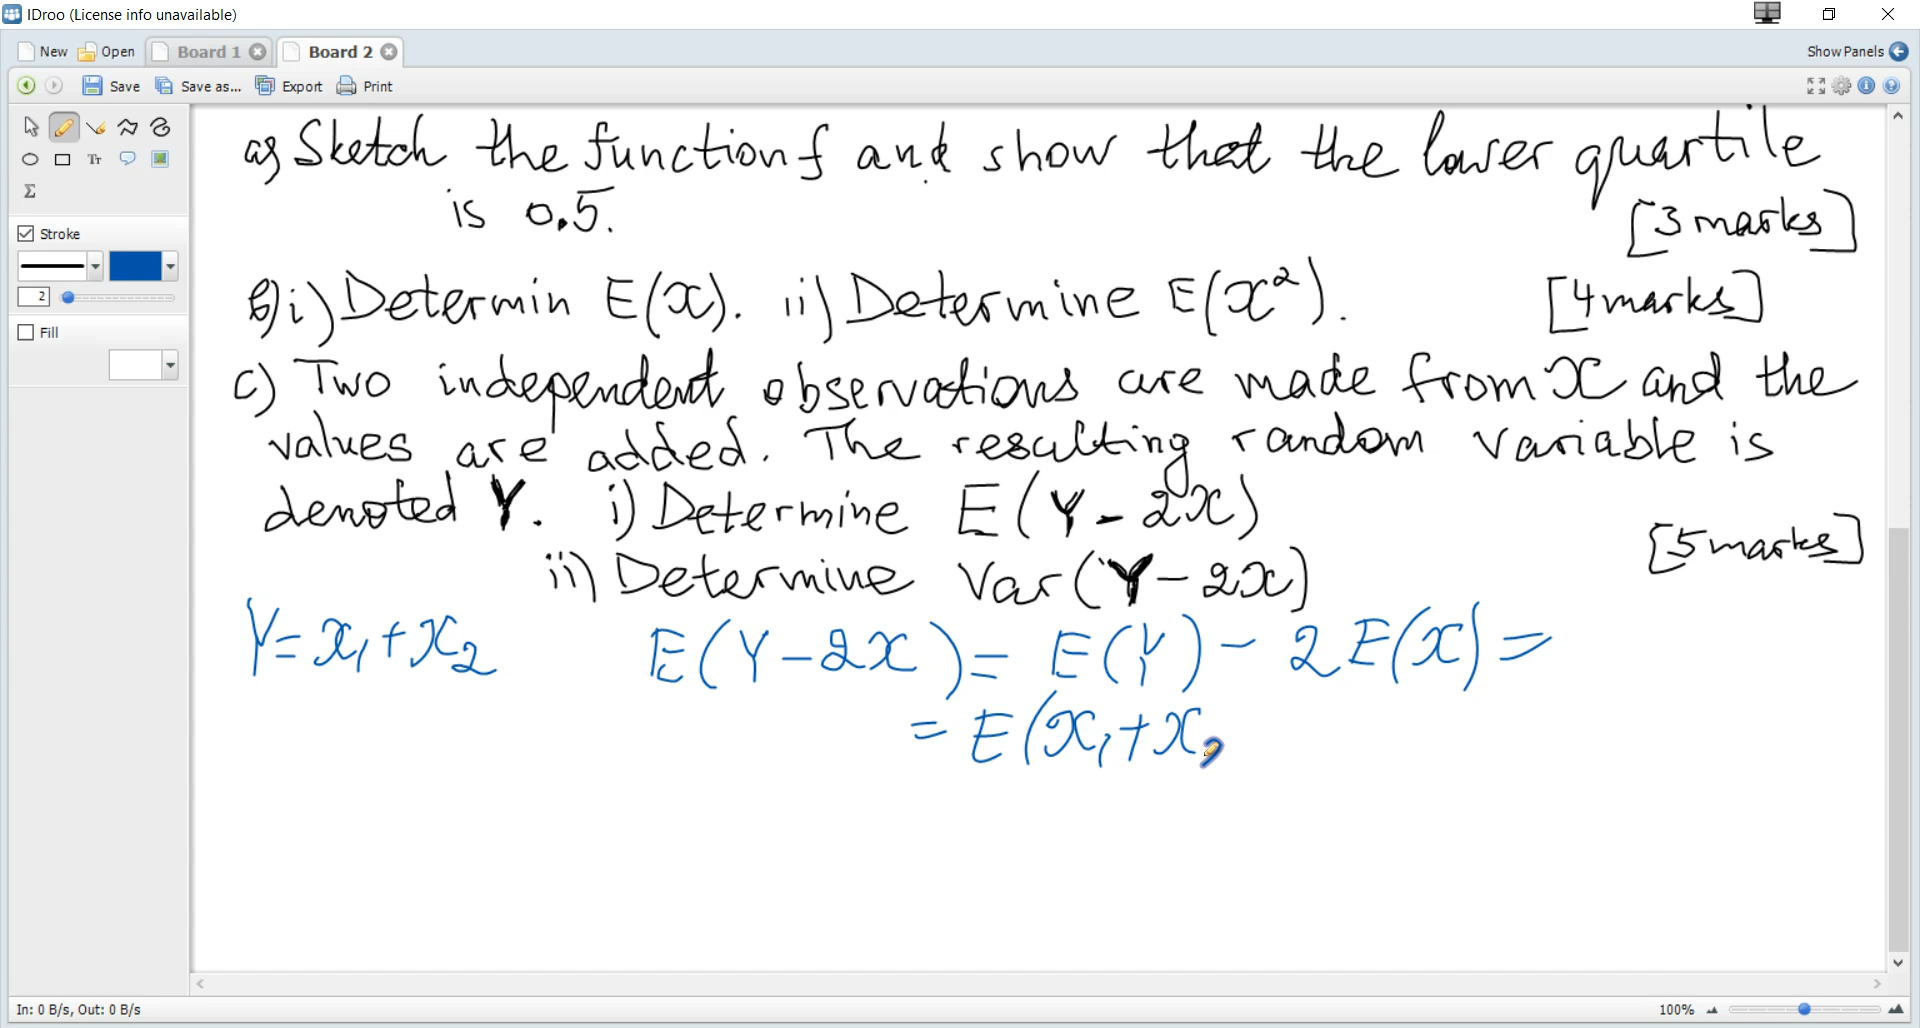 IDroo (License info unavailable)
New Open Board 1 Board 2 Show Panels
Save Save as... Export Print
Tt
Σ
Stroke
2
Fill
a) Sketch the function f and show that the lower quartile
is 0.5.
[3 marks]
b) i) Determin E(x). ii) Determine E(x²). [4 marks]
c) Two independent observations are made from X and the
values are added. The resulting random variable is
denoted Y. i) Determine E(Y - 2x)
[5 marks]
ii) Determine Var(Y - 2x)
Y = x₁ + x₂ E(Y - 2x) = E(Y) - 2E(x) =
= E(x₁ + x
In: 0 B/s, Out: 0 B/s 100%